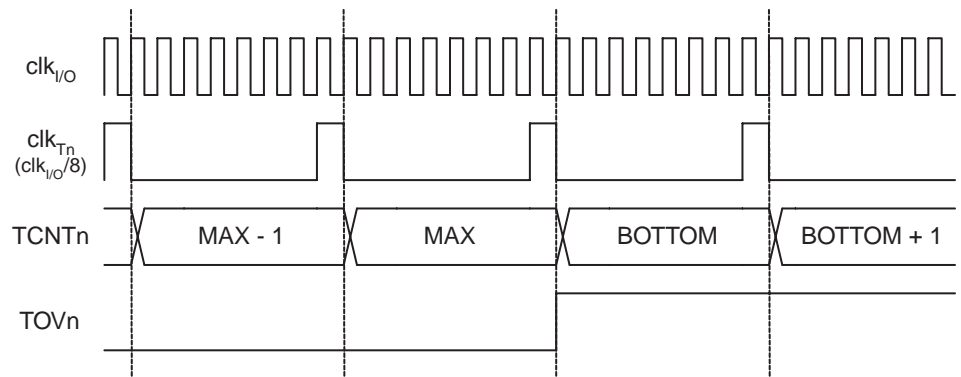 clkI/O
clkTn
(clkI/O/8)
TCNTn
MAX - 1
MAX
BOTTOM
BOTTOM + 1
TOVn